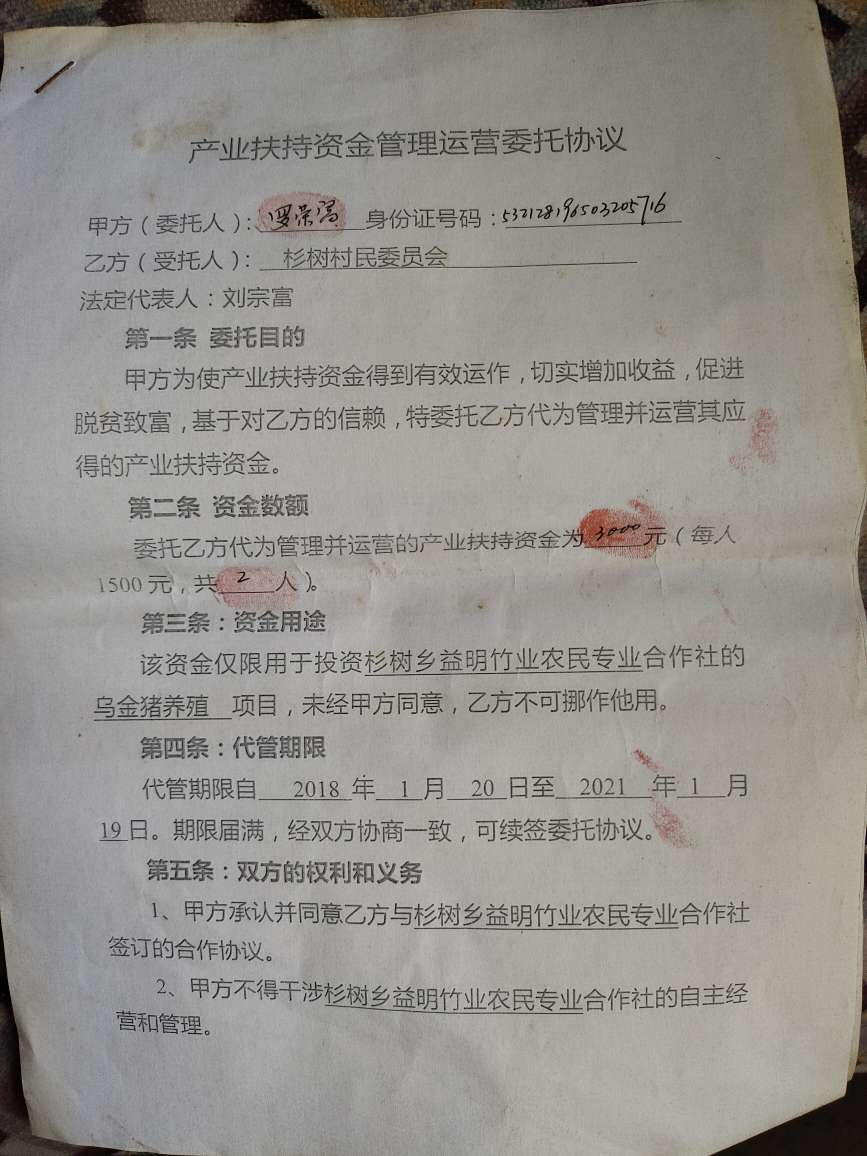 产业扶持资金管理运营委托协议
甲方（委托人）：罗荣 身份证号码：532128196503205716
乙方（受托人）： 杉树村民委员会
法定代表人：刘宗富
第一条 委托目的
甲方为使产业扶持资金得到有效运作，切实增加收益，促进
脱贫致富，基于对乙方的信赖，特委托乙方代为管理并运营其应
得的产业扶持资金。
第二条 资金数额
委托乙方代为管理并运营的产业扶持资金为3000元（每人
1500元，共2人）。
第三条：资金用途
该资金仅限用于投资杉树乡益明竹业农民专业合作社的
乌金猪养殖 项目，未经甲方同意，乙方不可挪作他用。
第四条：代管期限
代管期限自 2018 年 1 月 20 日至 2021 年 1 月
19日。期限届满，经双方协商一致，可续签委托协议。
第五条：双方的权利和义务
1、甲方承认并同意乙方与杉树乡益明竹业农民专业合作社
签订的合作协议。
2、甲方不得干涉杉树乡益明竹业农民专业合作社的自主经
营和管理。